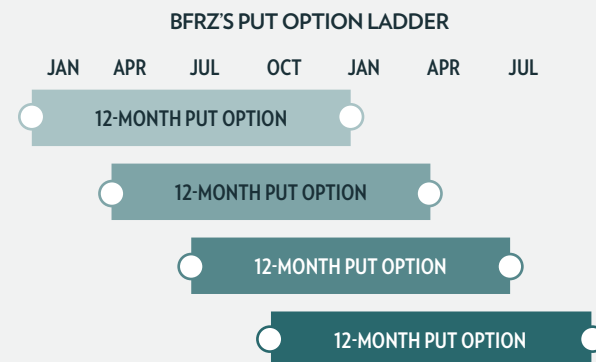 BFRZ'S PUT OPTION LADDER
JAN APR JUL OCT JAN APR JUL
12-MONTH PUT OPTION
12-MONTH PUT OPTION
12-MONTH PUT OPTION
12-MONTH PUT OPTION